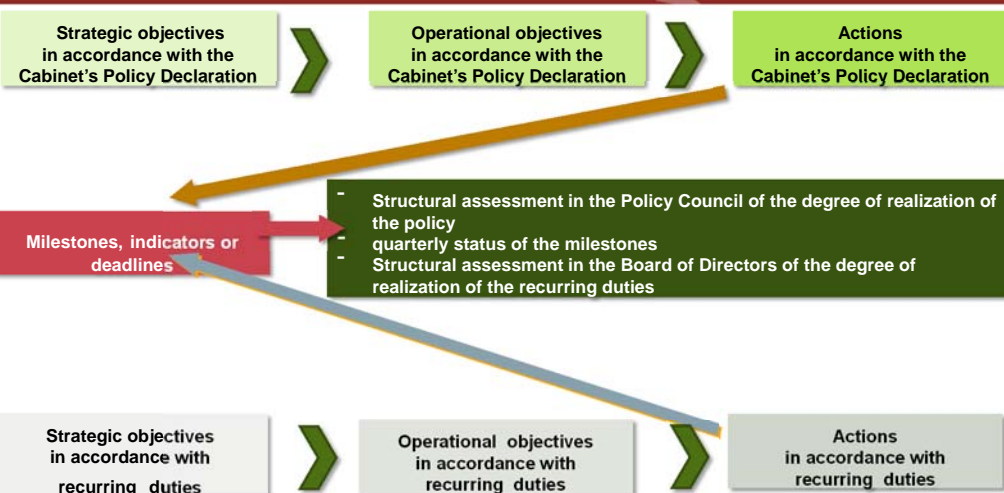 Strategic objectives
in accordance with the
Cabinet's Policy Declaration
Operational objectives
in accordance with the
Cabinet's Policy Declaration
Actions
in accordance with the
Cabinet's Policy Declaration
Milestones, indicators or
deadlines
- Structural assessment in the Policy Council of the degree of realization of
the policy
- quarterly status of the milestones
- Structural assessment in the Board of Directors of the degree of
realization of the recurring duties
Strategic objectives
in accordance with
recurring duties
Operational objectives
in accordance with
recurring duties
Actions
in accordance with
recurring duties